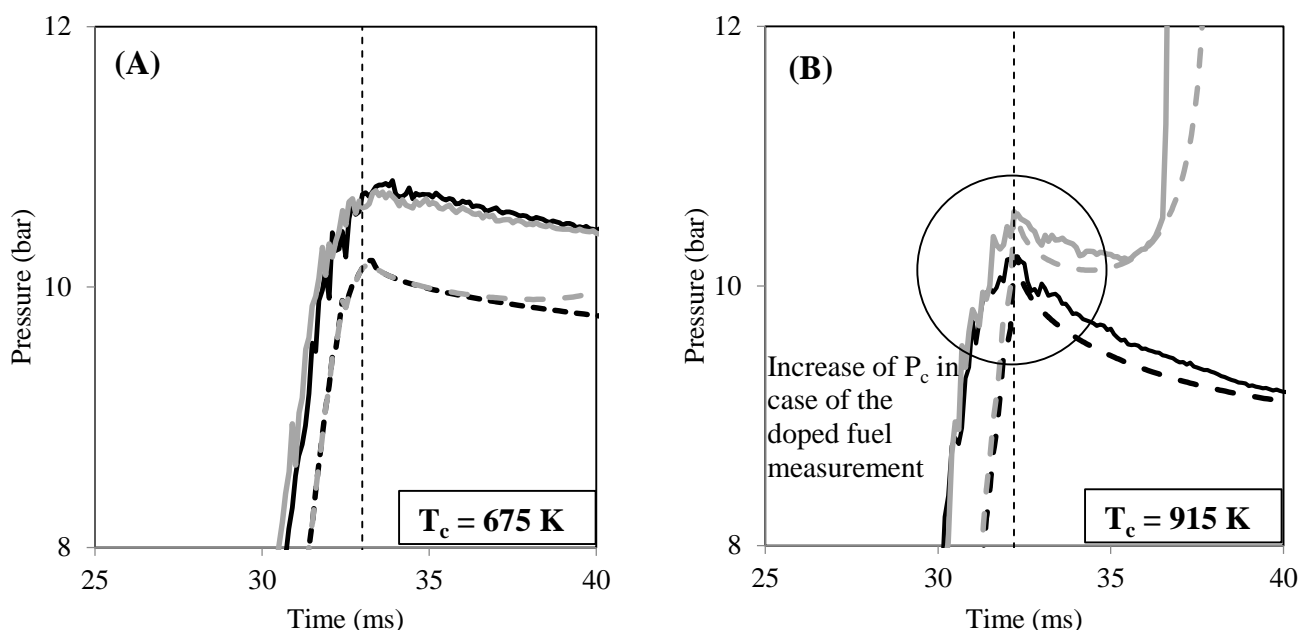 12
(A)
10
8
Pressure (bar)
T_c = 675 K
25
30
35
40
Time (ms)
12
(B)
10
8
Pressure (bar)
Increase of P_c in
case of the
doped fuel
measurement
T_c = 915 K
25
30
35
40
Time (ms)